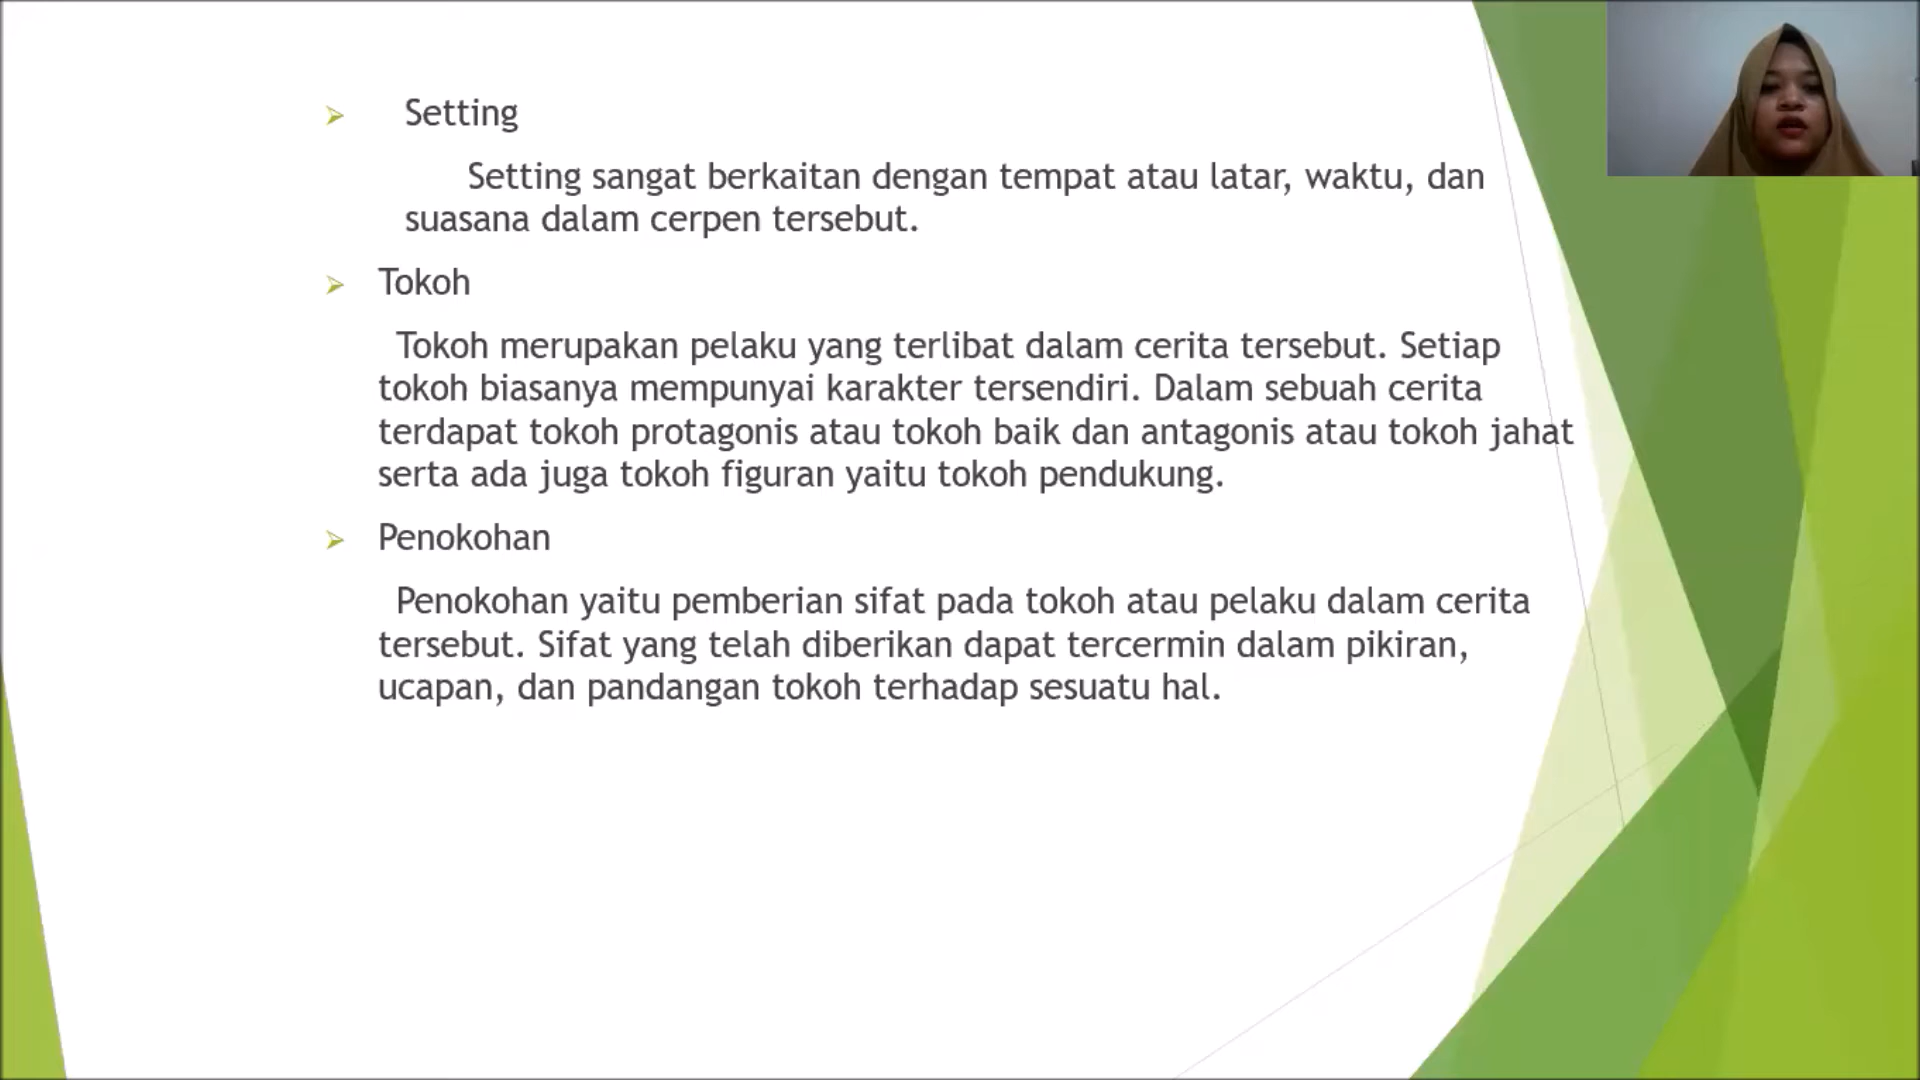 Setting
Setting sangat berkaitan dengan tempat atau latar, waktu, dan
suasana dalam cerpen tersebut.
Tokoh
Tokoh merupakan pelaku yang terlibat dalam cerita tersebut. Setiap
tokoh biasanya mempunyai karakter tersendiri. Dalam sebuah cerita
terdapat tokoh protagonis atau tokoh baik dan antagonis atau tokoh jahat
serta ada juga tokoh figuran yaitu tokoh pendukung.
Penokohan
Penokohan yaitu pemberian sifat pada tokoh atau pelaku dalam cerita
tersebut. Sifat yang telah diberikan dapat tercermin dalam pikiran,
ucapan, dan pandangan tokoh terhadap sesuatu hal.